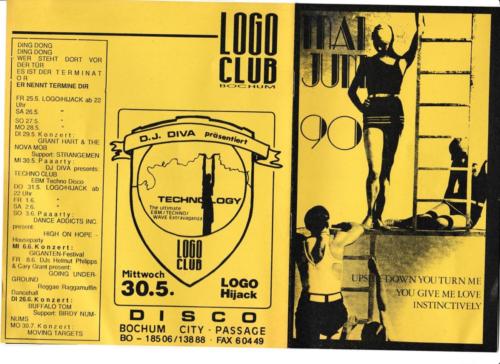 DING DONG
DING DONG
WER STEHT DORT VOR
DER TÜR
ES IST DER TERMINAT
OR
ER NENNT TERMINE DIR
FR 25.5. LOGOHIJACK ab 22
Uhr
SA 26.5. "
SO 27.5. "
MO 28.5. "
DI 29.5. Konzert:
GRANT HART & THE
NOVA MOB
Support: STRANGEMEN
MI 30.5. Paaarty:
DJ DIVA presents:
TECHNO CLUB
EBM Techno Disco
DO 31.5. LOGOHIJACK ab
22 Uhr
FR 1.6. "
SA 2.6. "
SO 3.6. Paaarty:
DANCE ADDICTS INC.
present:
HIGH ON HOPE -
Houseparty
MI 6.6. Konzert:
GIGANTEN-Festival
FR 8.6. DJs Helmut Philipps
& Cary Grant present:
GOING UNDER-
GROUND
Reggae Raggamuffin
Dancehall
DI 26.6. Konzert:
BUFFALO TOM
Support: BIRDY NUM-
NUMS
MO 30.7. Konzert:
MOVING TARGETS
LOGO
CLUB
BOCHUM
D.J. DIVA präsentiert
TECHNOLOGY
The ultimate
EBM/TECHNO/
WAVE Extravaganza
LOGO
CLUB
Mittwoch
30.5.
LOGO
Hijack
DISCO
BOCHUM CITY-PASSAGE
BO - 18506/13888 · FAX 60449
MAI
JUNI
90
UPSIDE DOWN YOU TURN ME
YOU GIVE ME LOVE
INSTINCTIVELY